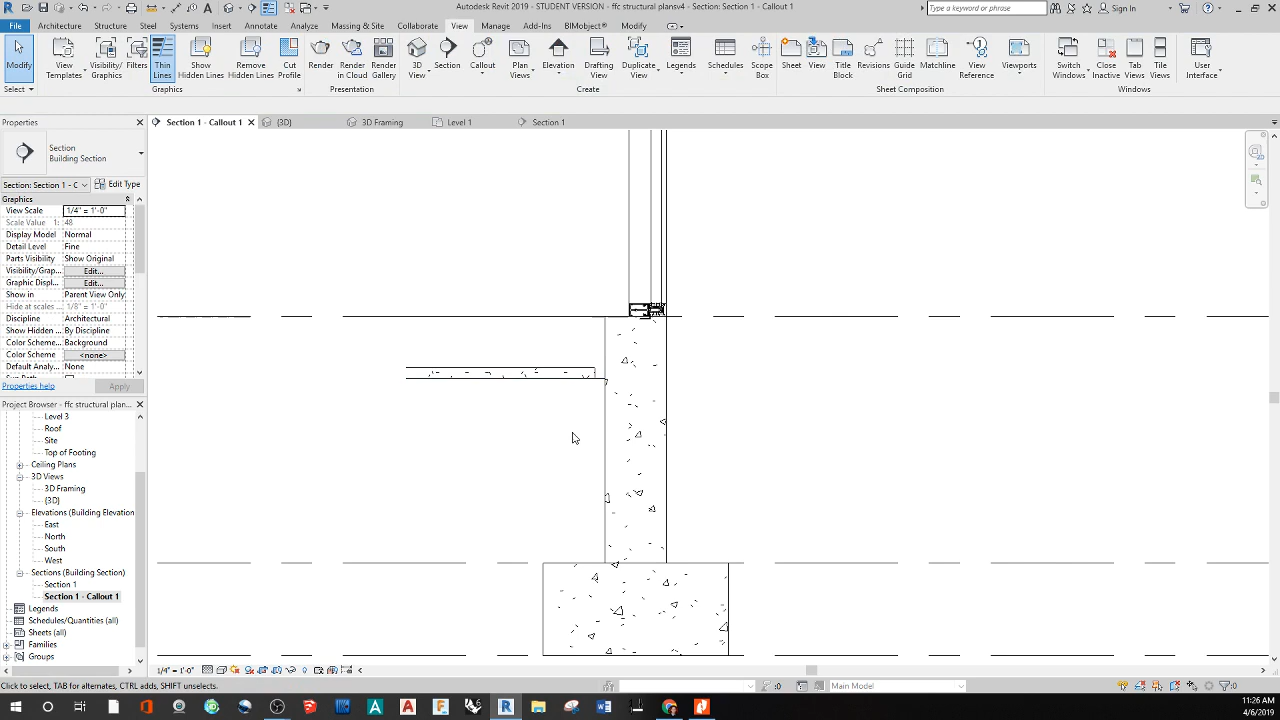 Autodesk Revit 2019 - STUDENT VERSION - ffc structural plansv4 - Section: Section 1 - Callout 1
Type a keyword or phrase
Sign In
File Architecture Structure Steel Systems Insert Annotate Analyze Massing & Site Collaborate View Manage Add-Ins BIMobject® Modify
Modify
View Templates
Visibility/ Graphics
Filters
Thin Lines
Show Hidden Lines
Remove Hidden Lines
Cut Profile
Render
Render in Cloud
Render Gallery
3D View
Section
Callout
Plan Views
Elevation
Drafting View
Duplicate View
Legends
Schedules
Scope Box
Sheet
View
Title Block
Revisions
Guide Grid
Matchline
View Reference
Viewports
Switch Windows
Close Inactive
Tab Views
Tile Views
User Interface
Select Graphics Presentation Create Sheet Composition Windows
Properties
Section 1 - Callout 1 {3D} 3D Framing Level 1 Section 1
Section
Building Section
Section: Section 1 - C Edit Type
Graphics
View Scale 1/4" = 1'-0"
Scale Value 1: 48
Display Model Normal
Detail Level Fine
Parts Visibility Show Original
Visibility/Grap... Edit...
Graphic Displ... Edit...
Show in Parent View Only
Hide at scales ... 1/8" = 1'-0"
Discipline Architectural
Show Hidden ... By Discipline
Color Scheme ... Background
Color Scheme <none>
Default Analy... None
Properties help Apply
Project Browser - ffc structural plan...
Level 3
Roof
Site
Top of Footing
Ceiling Plans
3D Views
3D Framing
{3D}
Elevations (Building Elevation
East
North
South
West
Sections (Building Section)
Section 1
Section 1 - Callout 1
Legends
Schedules/Quantities (all)
Sheets (all)
Families
Groups
1/4" = 1'-0"
Click to select, TAB for alternates, CTRL adds, SHIFT unselects.
:0
Main Model
:0
11:26 AM
4/6/2019